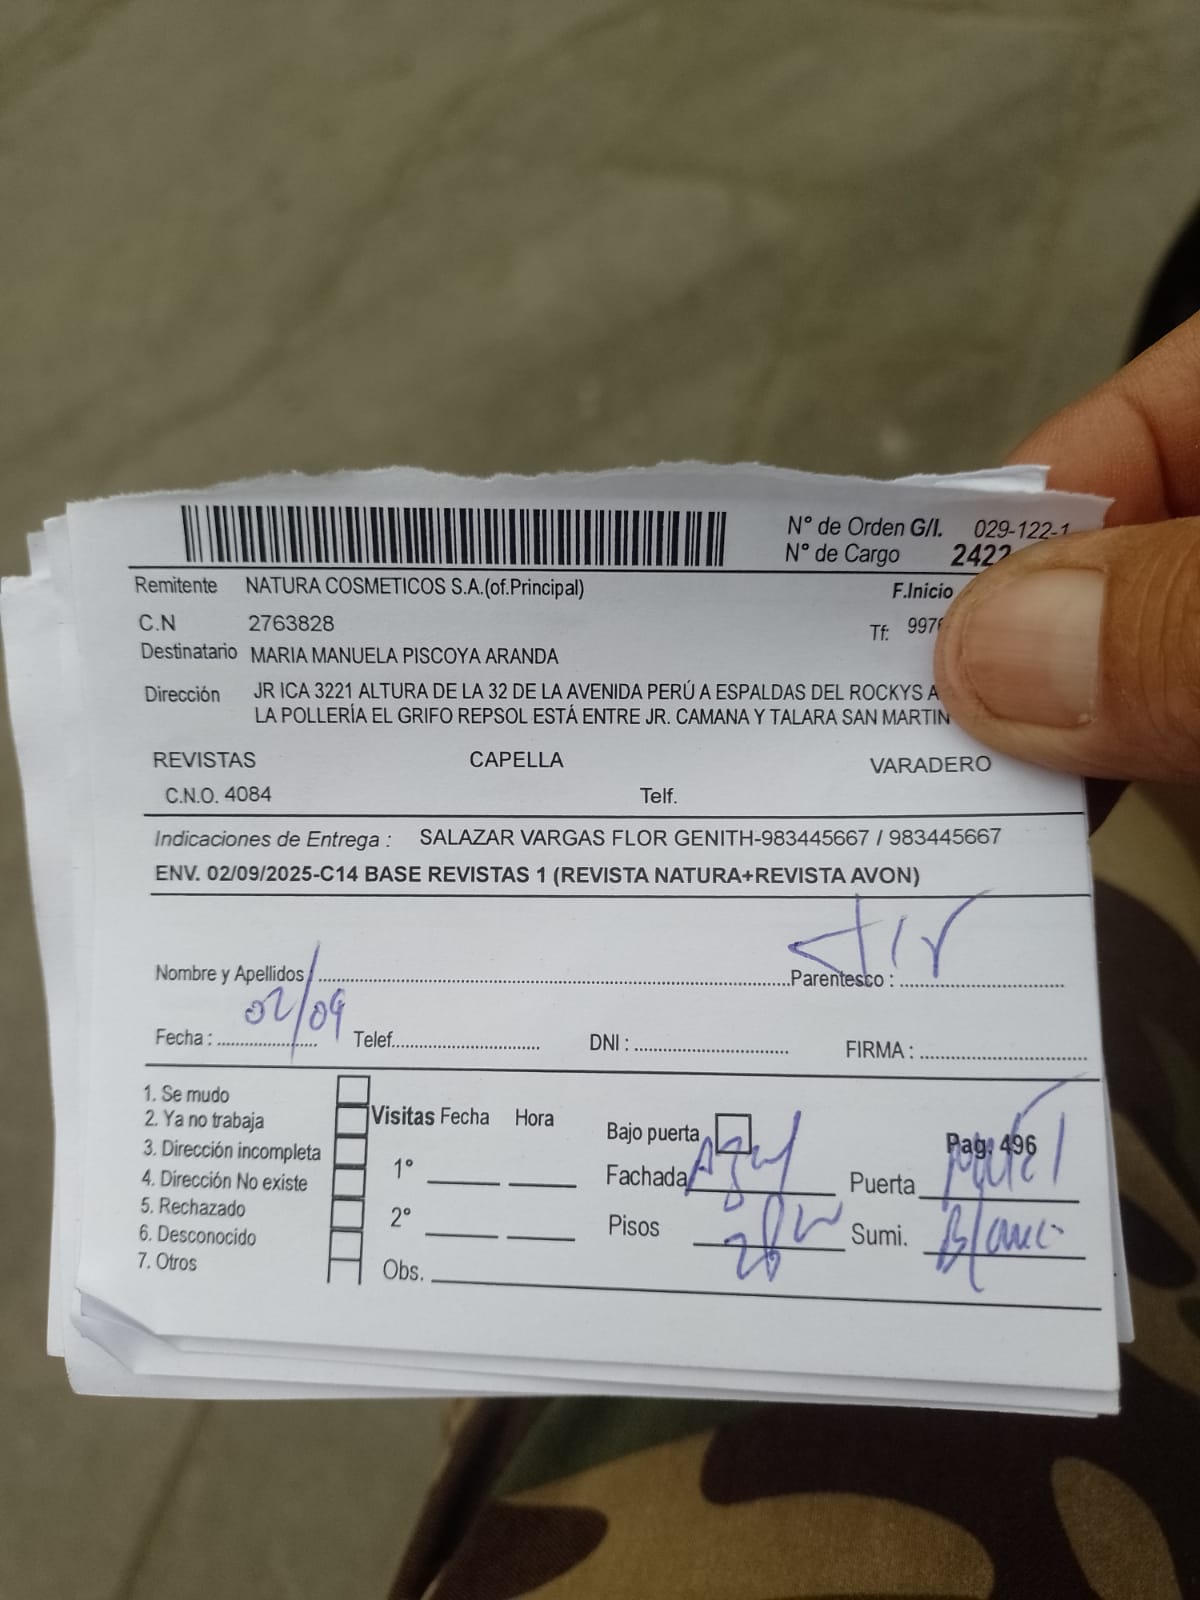 N° de Orden G/I. 029-122-1
N° de Cargo 2422
Remitente NATURA COSMETICOS S.A.(of.Principal)
F.Inicio
C.N 2763828
Tf: 997
Destinatario MARIA MANUELA PISCOYA ARANDA
Dirección JR ICA 3221 ALTURA DE LA 32 DE LA AVENIDA PERÚ A ESPALDAS DEL ROCKYS A
LA POLLERÍA EL GRIFO REPSOL ESTÁ ENTRE JR. CAMANA Y TALARA SAN MARTIN
REVISTAS CAPELLA VARADERO
C.N.O. 4084 Telf.
Indicaciones de Entrega : SALAZAR VARGAS FLOR GENITH-983445667 / 983445667
ENV. 02/09/2025-C14 BASE REVISTAS 1 (REVISTA NATURA+REVISTA AVON)
Nombre y Apellidos Parentesco :
Fecha : 02/09 Telef. DNI : FIRMA :
1. Se mudo
2. Ya no trabaja
3. Dirección incompleta
4. Dirección No existe
5. Rechazado
6. Desconocido
7. Otros
Visitas Fecha Hora
1°
2°
Obs.
Bajo puerta
Pag. 496
Fachada Azul Puerta
Pisos Sumi. Blanc